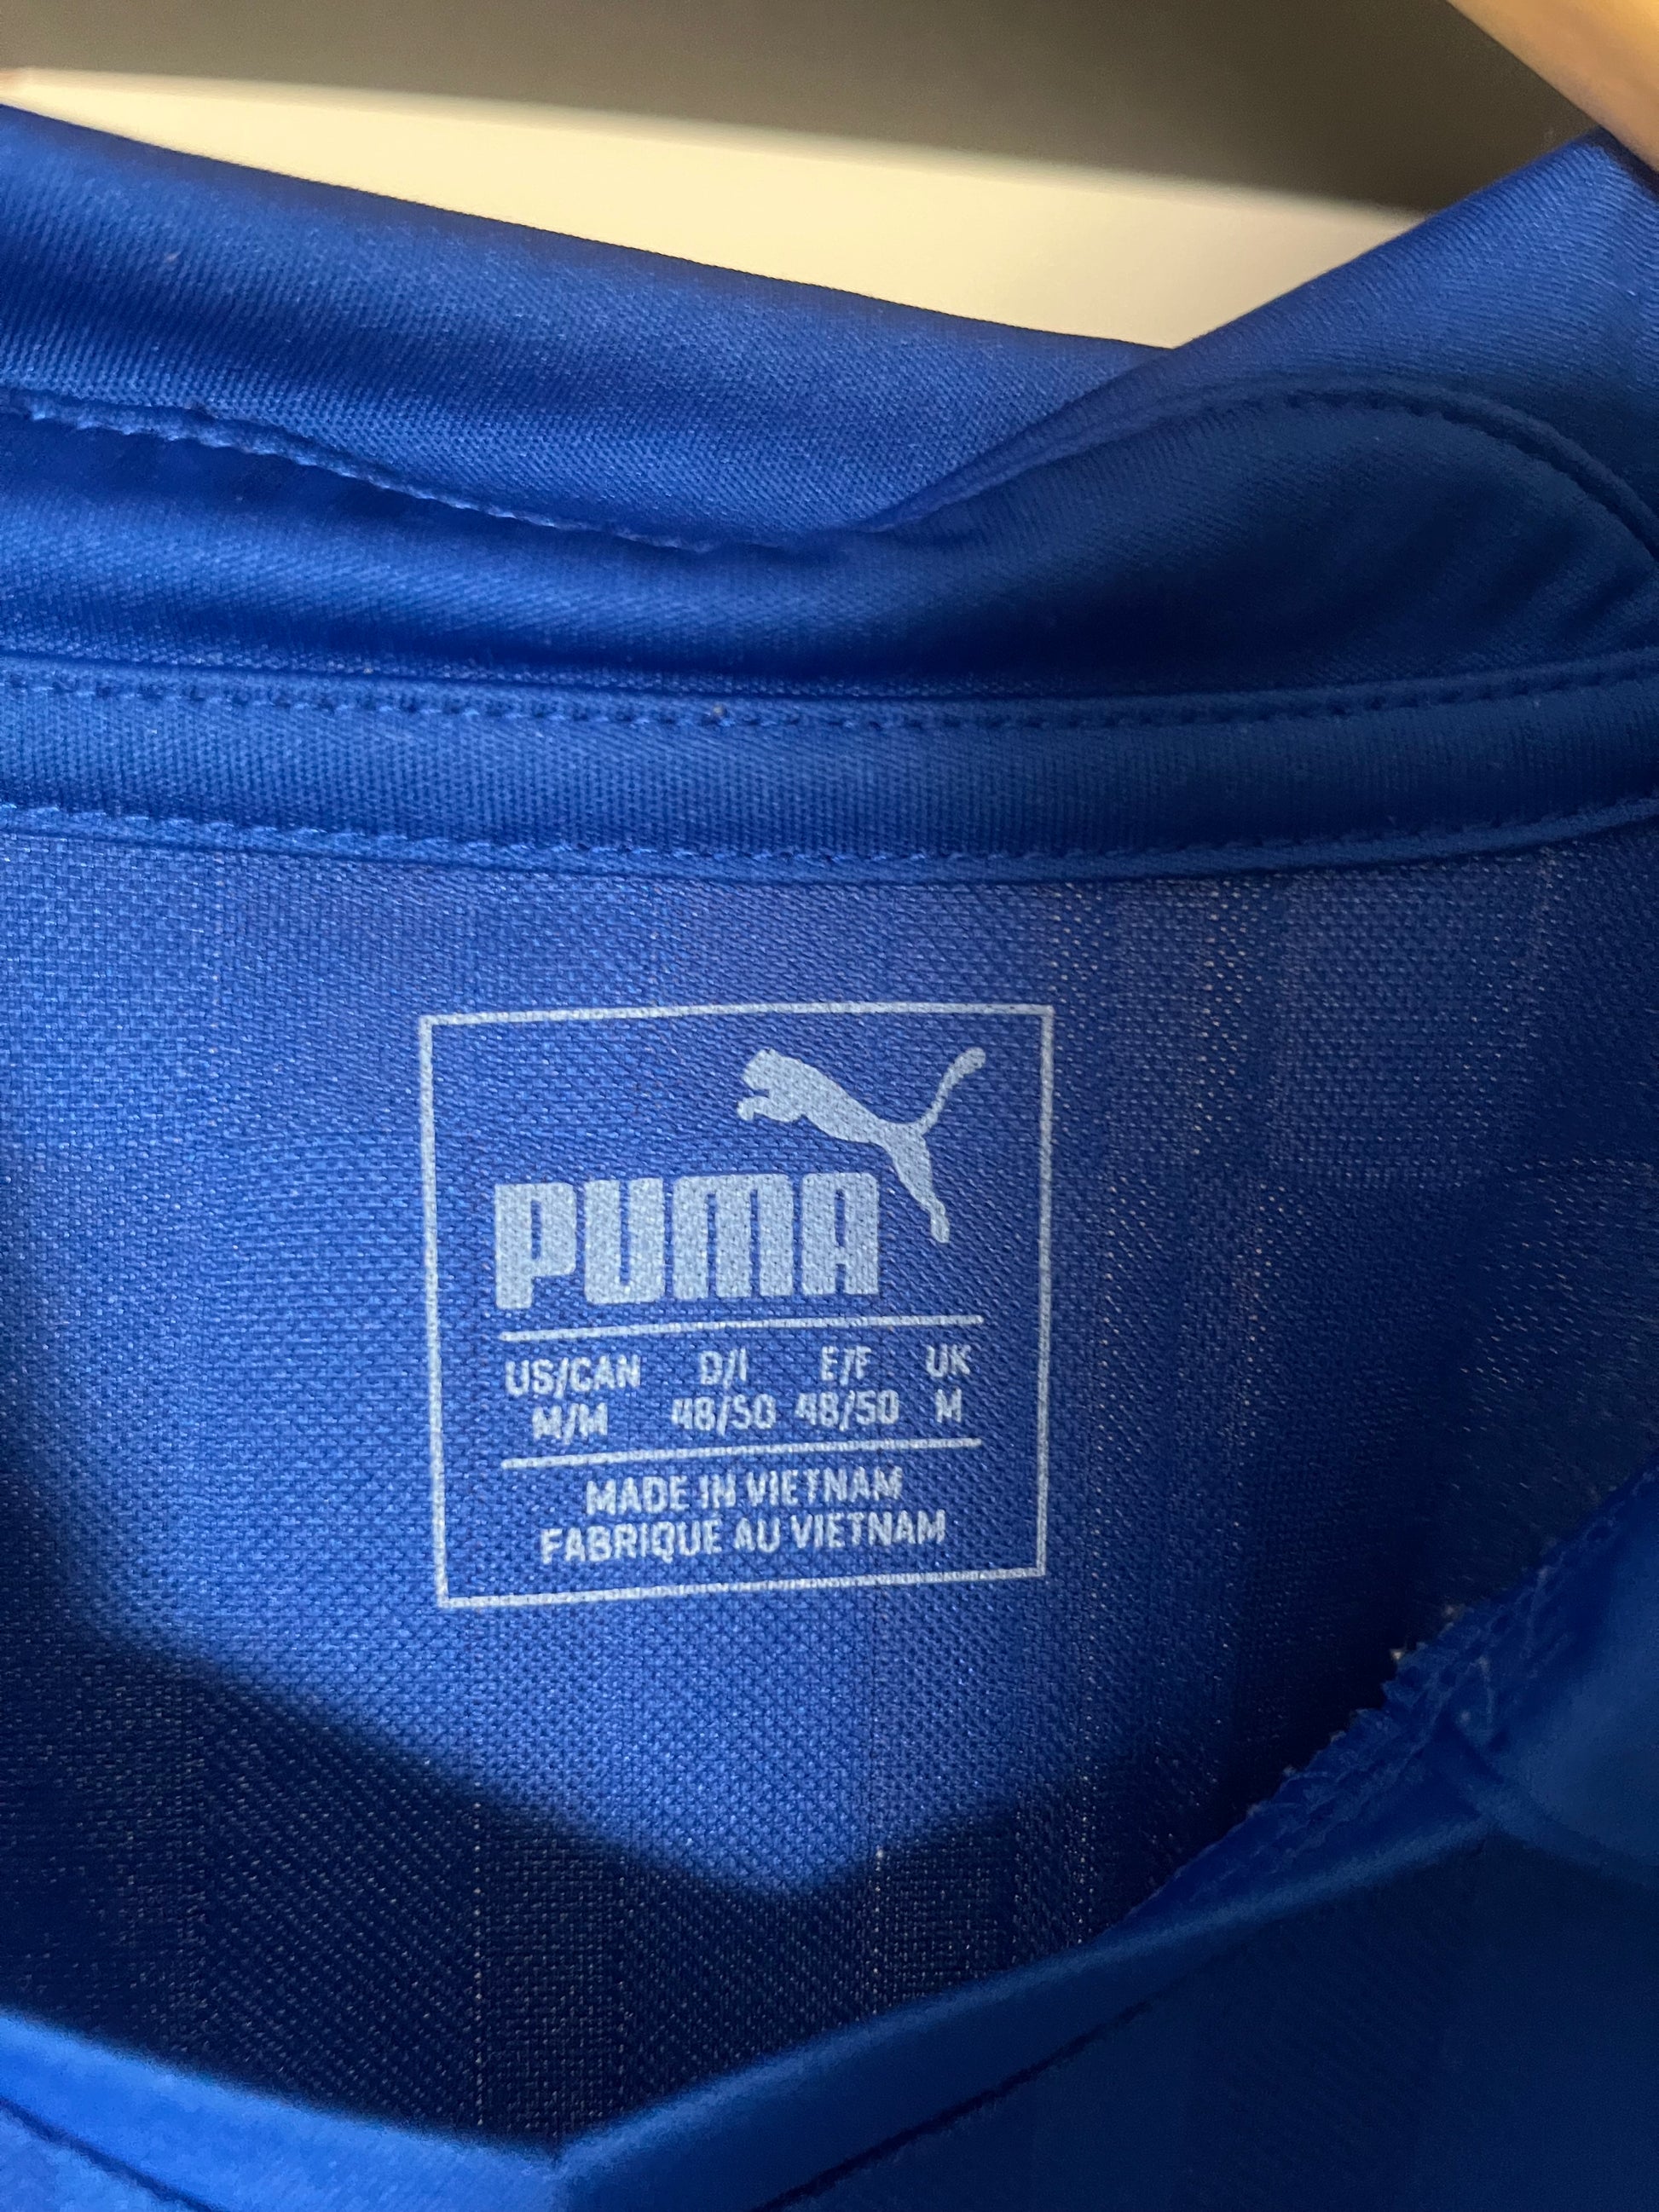 PUMA
US/CAN D/I E/F UK
M/M 48/50 48/50 M
MADE IN VIETNAM
FABRIQUE AU VIETNAM